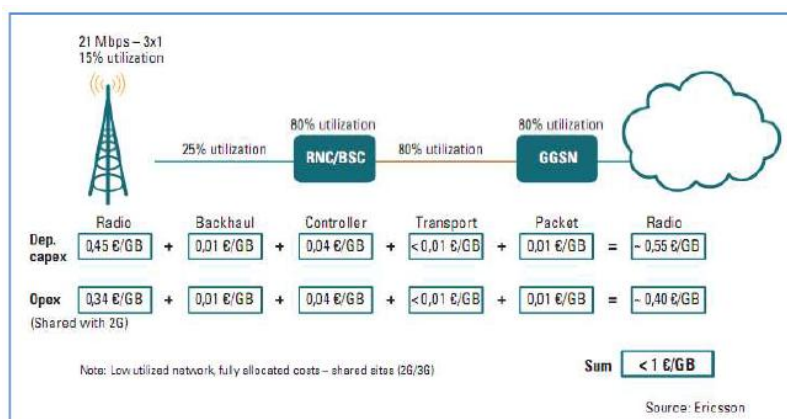 21 Mbps – 3x1
15% utilization
80% utilization
80% utilization
25% utilization
RNC/BSC
80% utilization
GGSN
Radio Backhaul Controller Transport Packet Radio
Dep. capex 0,45 €/GB + 0,01 €/GB + 0,04 €/GB + <0,01 €/GB + 0,01 €/GB = ~ 0,55 €/GB
Opex 0,34 €/GB + 0,01 €/GB + 0,04 €/GB + <0,01 €/GB + 0,01 €/GB = ~ 0,40 €/GB
(Shared with 2G)
Note: Low utilized network, fully allocated costs – shared sites (2G/3G)
Sum < 1 €/GB
Source: Ericsson